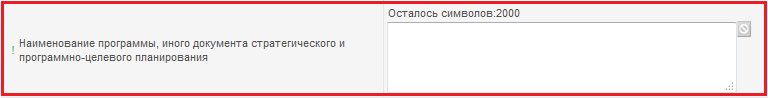 Осталось символов:2000
! Наименование программы, иного документа стратегического и
программно-целевого планирования